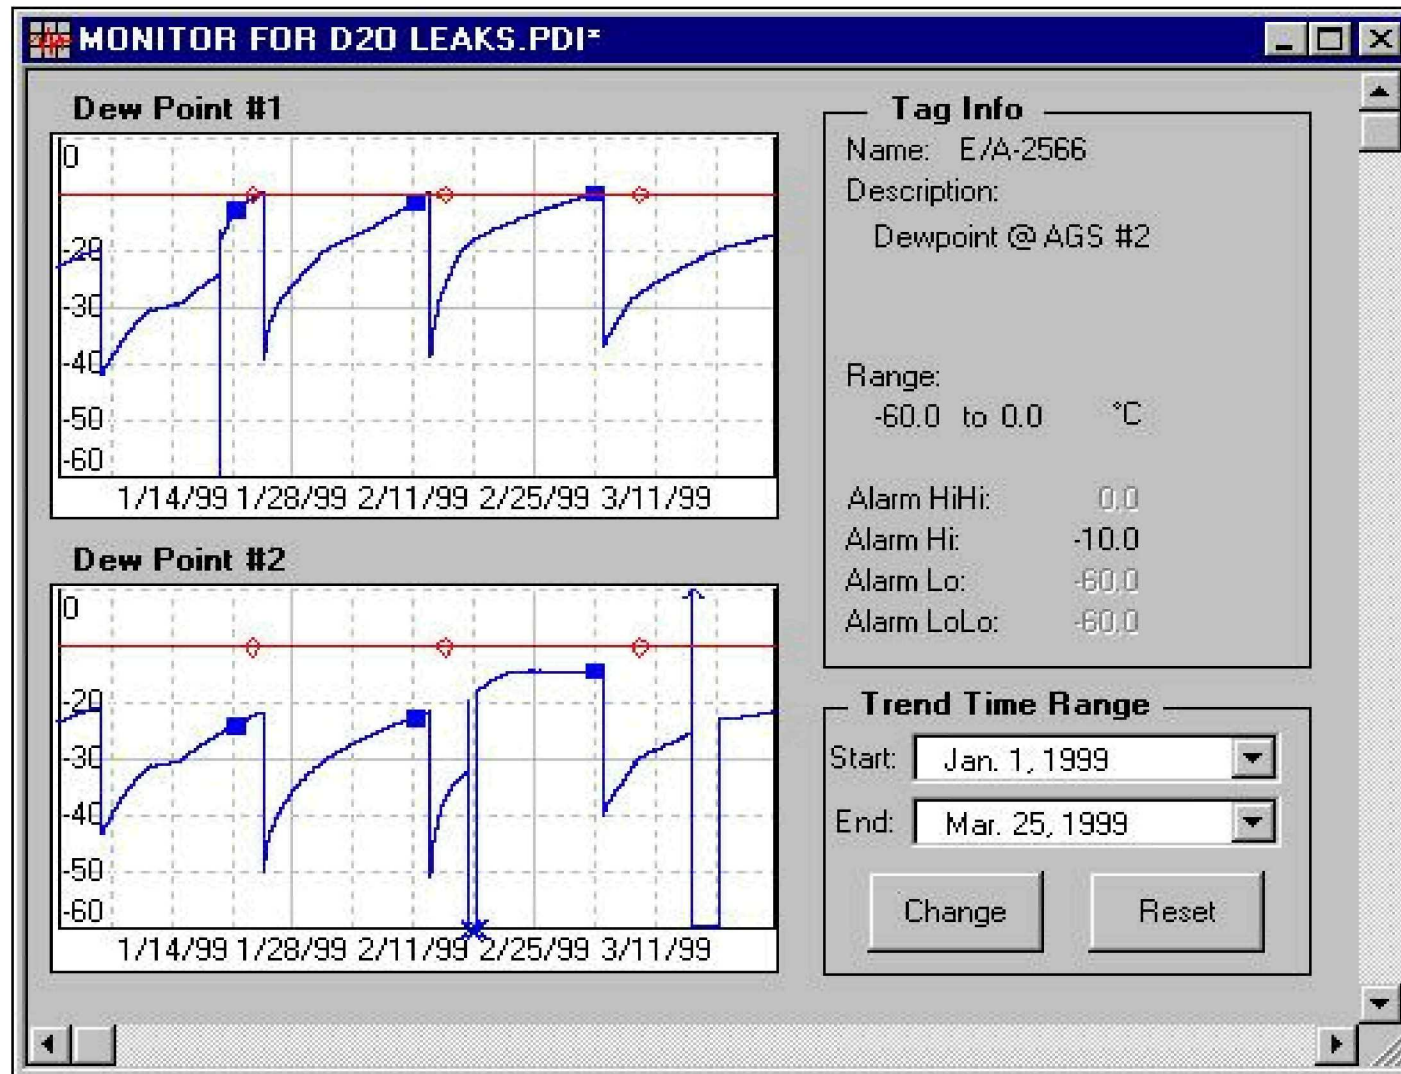 MONITOR FOR D2O LEAKS.PDI*
Dew Point #1
0
-20
-30
-40
-50
-60
1/14/99 1/28/99 2/11/99 2/25/99 3/11/99
Dew Point #2
0
-20
-30
-40
-50
-60
1/14/99 1/28/99 2/11/99 2/25/99 3/11/99
Tag Info
Name: E/A-2566
Description:
Dewpoint @ AGS #2
Range:
-60.0 to 0.0 °C
Alarm HiHi: 0.0
Alarm Hi: -10.0
Alarm Lo: -60.0
Alarm LoLo: -60.0
Trend Time Range
Start: Jan. 1, 1999
End: Mar. 25, 1999
Change Reset